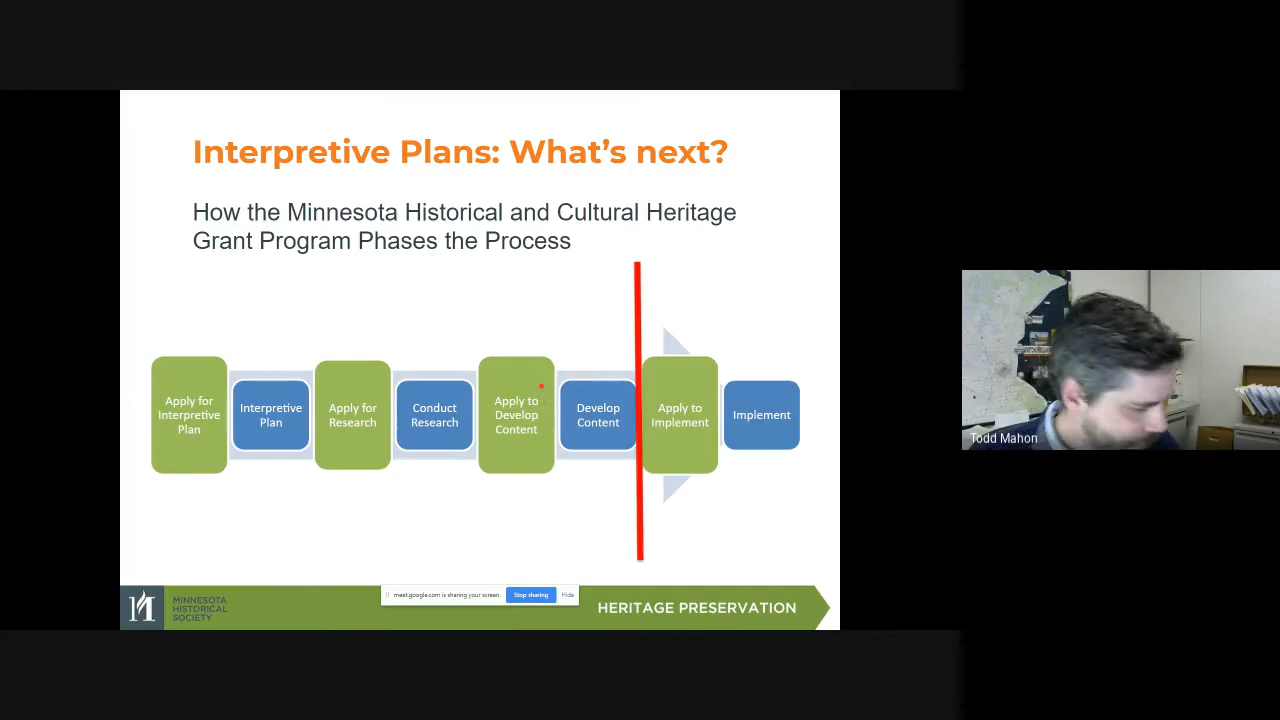 Interpretive Plans: What's next?
How the Minnesota Historical and Cultural Heritage
Grant Program Phases the Process
Apply for
Interpretive
Plan
Interpretive
Plan
Apply for
Research
Conduct
Research
Apply to
Develop
Content
Develop
Content
Apply to
Implement
Implement
Todd Mahon
MINNESOTA
HISTORICAL
SOCIETY
meet.google.com is sharing your screen.
Stop sharing
Hide
HERITAGE PRESERVATION